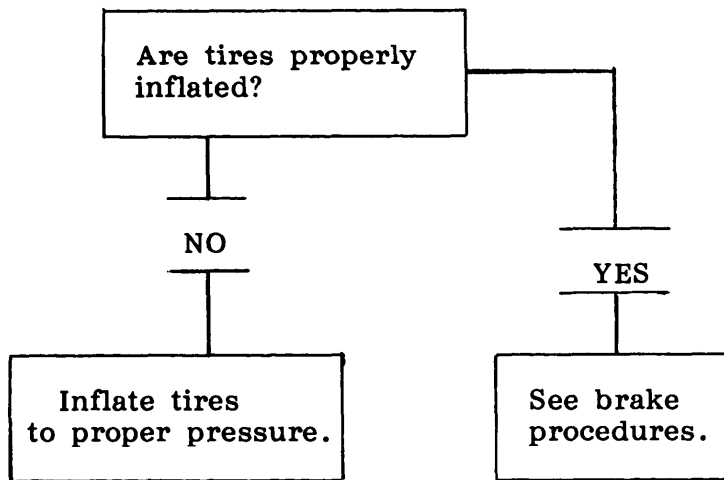 Are tires properly
inflated?
NO
YES
Inflate tires
to proper pressure.
See brake
procedures.